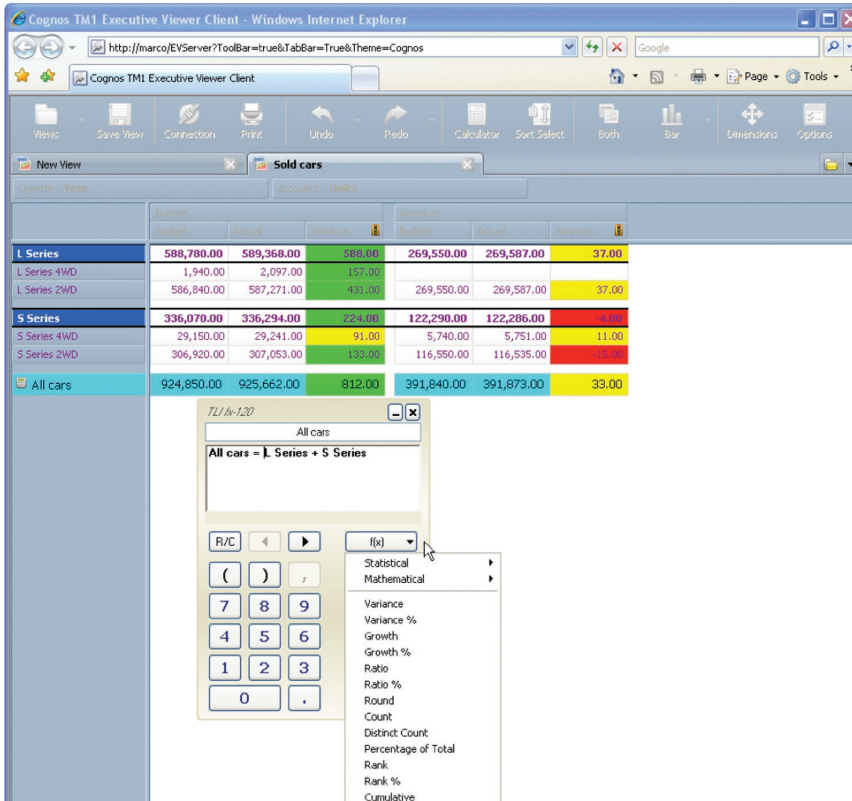 Cognos TM1 Executive Viewer Client - Windows Internet Explorer
http://marco/EVServer?ToolBar=true&TabBar=True&Theme=Cognos
Google
Cognos TM1 Executive Viewer Client
Page
Tools
Views
Save View
Connection
Print
Undo
Redo
Calculator
Sort Select
Both
Bar
Dimensions
Options
New View
Sold cars
Quarter : Year
account1 : Units
Europe
Americas
Budget Actual Variance Budget Actual Variance
L Series 588,780.00 589,368.00 588.00 269,550.00 269,587.00 37.00
L Series 4WD 1,940.00 2,097.00 157.00
L Series 2WD 586,840.00 587,271.00 431.00 269,550.00 269,587.00 37.00
S Series 336,070.00 336,294.00 224.00 122,290.00 122,286.00 -4.00
S Series 4WD 29,150.00 29,241.00 91.00 5,740.00 5,751.00 11.00
S Series 2WD 306,920.00 307,053.00 133.00 116,550.00 116,535.00 -15.00
All cars 924,850.00 925,662.00 812.00 391,840.00 391,873.00 33.00
TLI fx-120
All cars
All cars = L Series + S Series
R/C
f(x)
( ) ,
7 8 9
4 5 6
1 2 3
0 .
Statistical
Mathematical
Variance
Variance %
Growth
Growth %
Ratio
Ratio %
Round
Count
Distinct Count
Percentage of Total
Rank
Rank %
Cumulative